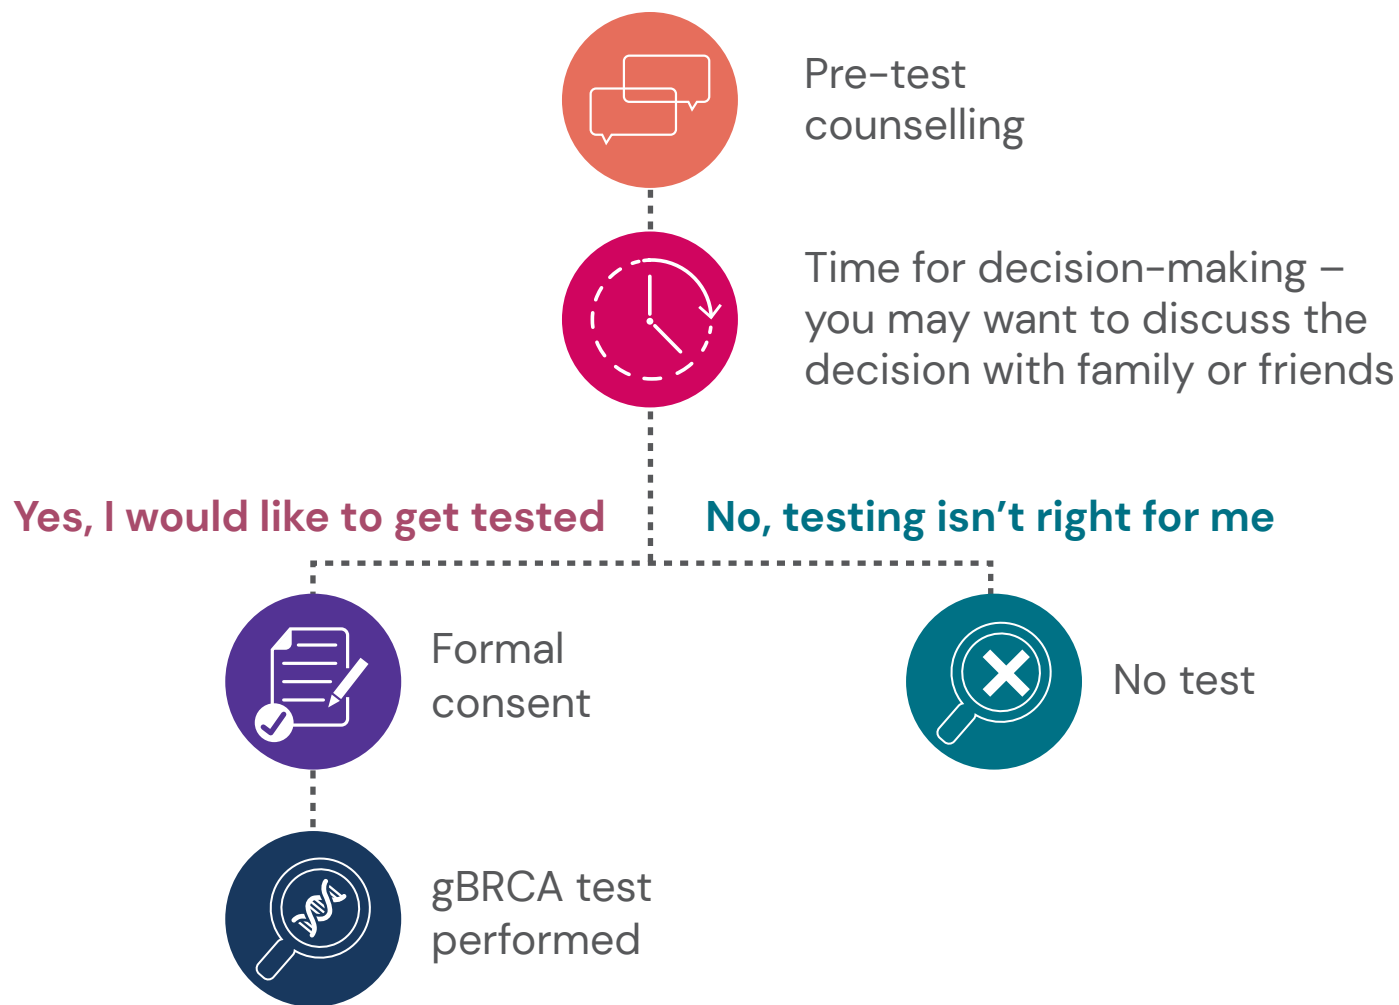 Pre-test
counselling
Time for decision-making –
you may want to discuss the
decision with family or friends
Yes, I would like to get tested
No, testing isn’t right for me
Formal
consent
No test
gBRCA test
performed